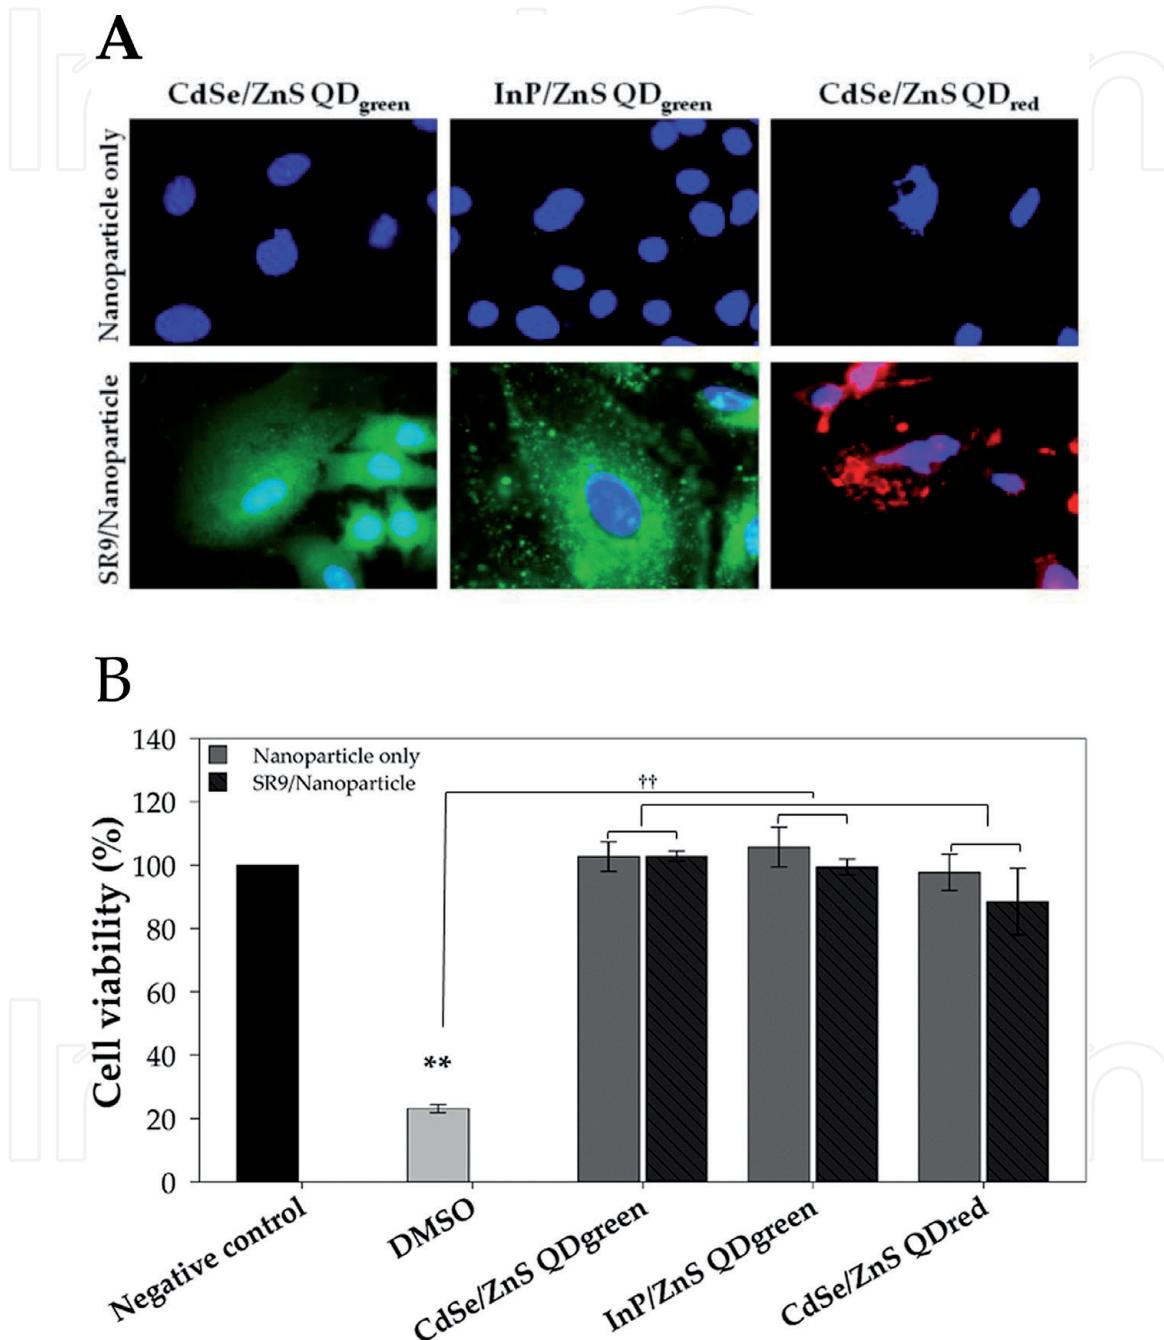 A
CdSe/ZnS QDgreen
InP/ZnS QDgreen
CdSe/ZnS QDred
Nanoparticle only
SR9/Nanoparticle
B
Cell viability (%)
140
120
100
80
60
40
20
0
Nanoparticle only
SR9/Nanoparticle
††
**
Negative control
DMSO
CdSe/ZnS QDgreen
InP/ZnS QDgreen
CdSe/ZnS QDred